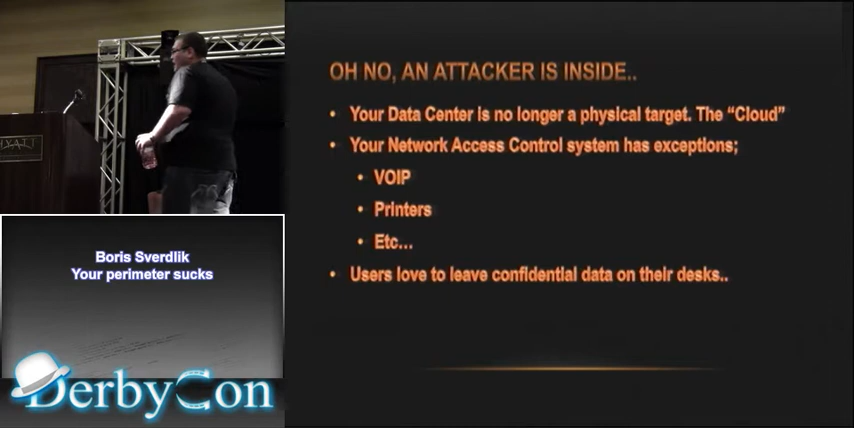 HYATT
Boris Sverdlik
Your perimeter sucks
DerbyCon
OH NO, AN ATTACKER IS INSIDE..
• Your Data Center is no longer a physical target. The “Cloud”
• Your Network Access Control system has exceptions;
• VOIP
• Printers
• Etc...
• Users love to leave confidential data on their desks..